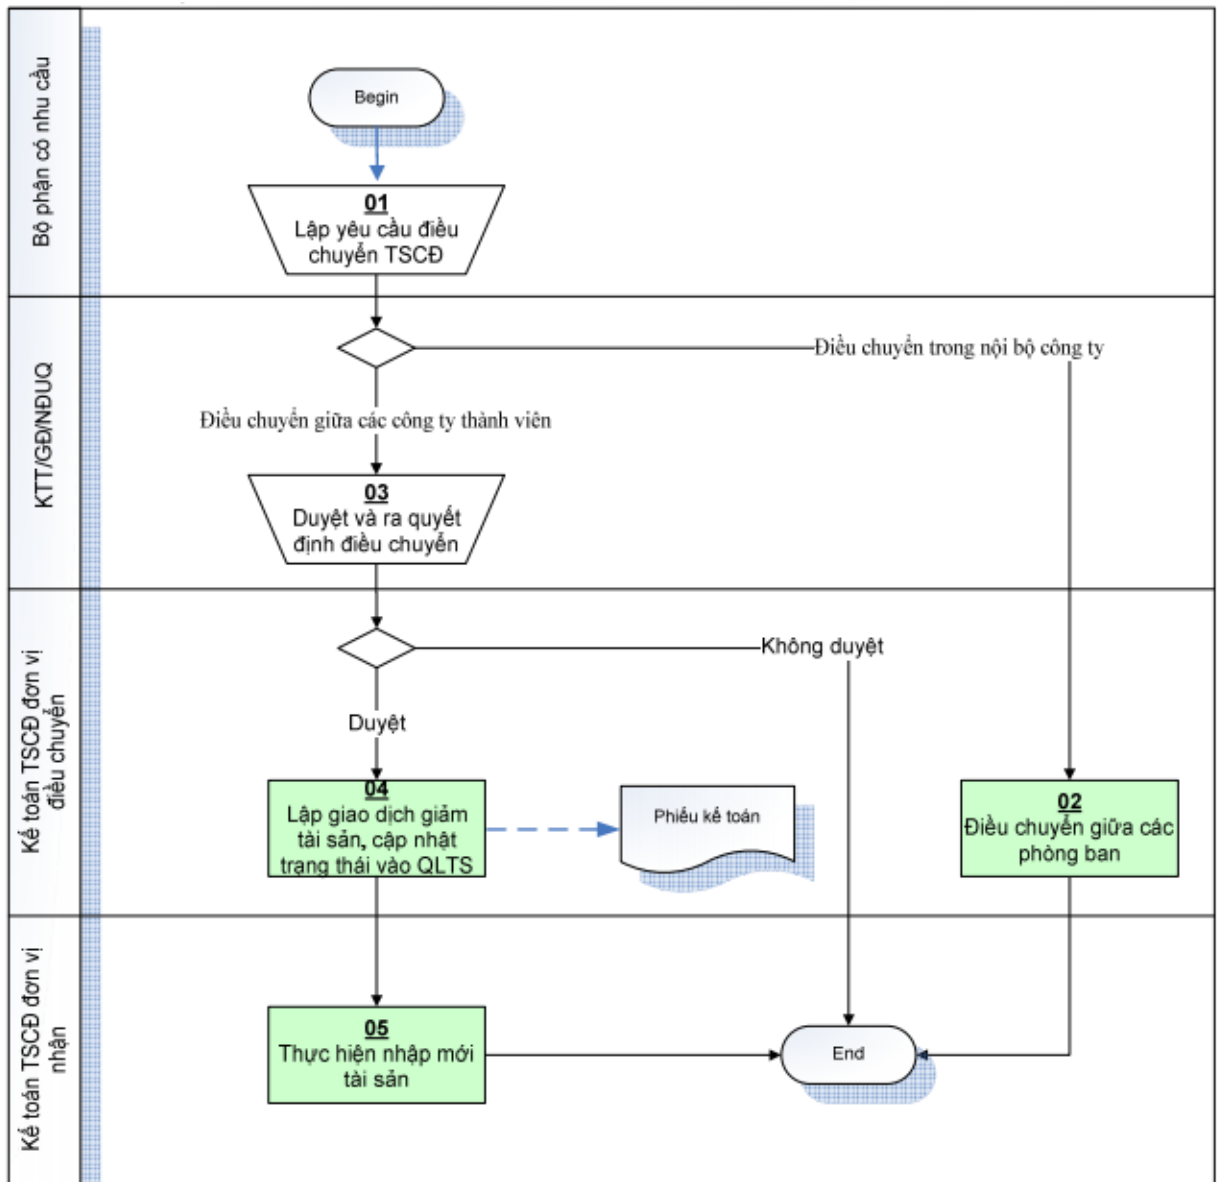 Bộ phận có nhu cầu
Begin
01
Lập yêu cầu điều
chuyển TSCĐ
KTT/GĐ/NĐUQ
Điều chuyển trong nội bộ công ty
Điều chuyển giữa các công ty thành viên
03
Duyệt và ra quyết
định điều chuyển
Kế toán TSCĐ đơn vị
điều chuyển
Không duyệt
Duyệt
04
Lập giao dịch giảm
tài sản, cập nhật
trạng thái vào QLTS
Phiếu kế toán
02
Điều chuyển giữa các
phòng ban
Kế toán TSCĐ đơn vị
nhận
05
Thực hiện nhập mới
tài sản
End